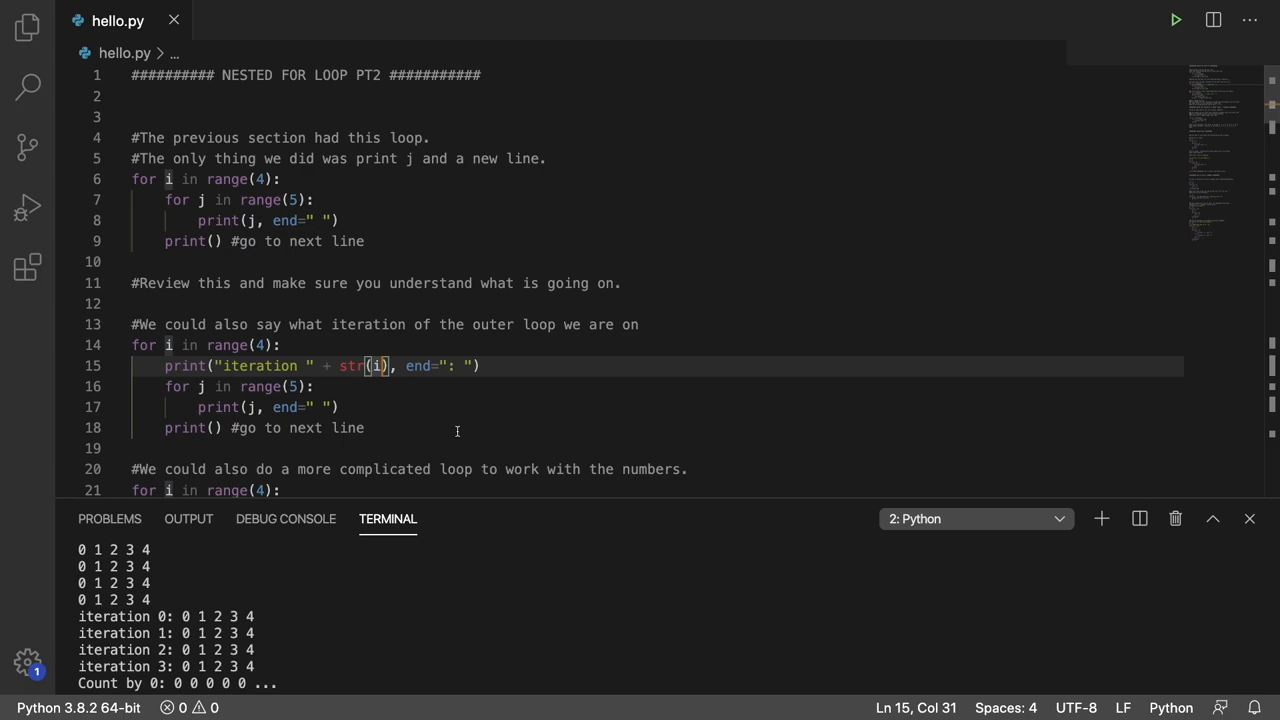 hello.py
hello.py > ...
1 ########## NESTED FOR LOOP PT2 ###########
2
3
4 #The previous section had this loop.
5 #The only thing we did was print j and a new line.
6 for i in range(4):
7     for j in range(5):
8         print(j, end=" ")
9     print() #go to next line
10
11 #Review this and make sure you understand what is going on.
12
13 #We could also say what iteration of the outer loop we are on
14 for i in range(4):
15     print("iteration " + str(i), end=": ")
16     for j in range(5):
17         print(j, end=" ")
18     print() #go to next line
19
20 #We could also do a more complicated loop to work with the numbers.
21 for i in range(4):
PROBLEMS OUTPUT DEBUG CONSOLE TERMINAL 2: Python
0 1 2 3 4
0 1 2 3 4
0 1 2 3 4
0 1 2 3 4
iteration 0: 0 1 2 3 4
iteration 1: 0 1 2 3 4
iteration 2: 0 1 2 3 4
iteration 3: 0 1 2 3 4
Count by 0: 0 0 0 0 0 ...
1
Python 3.8.2 64-bit 0 0 Ln 15, Col 31 Spaces: 4 UTF-8 LF Python